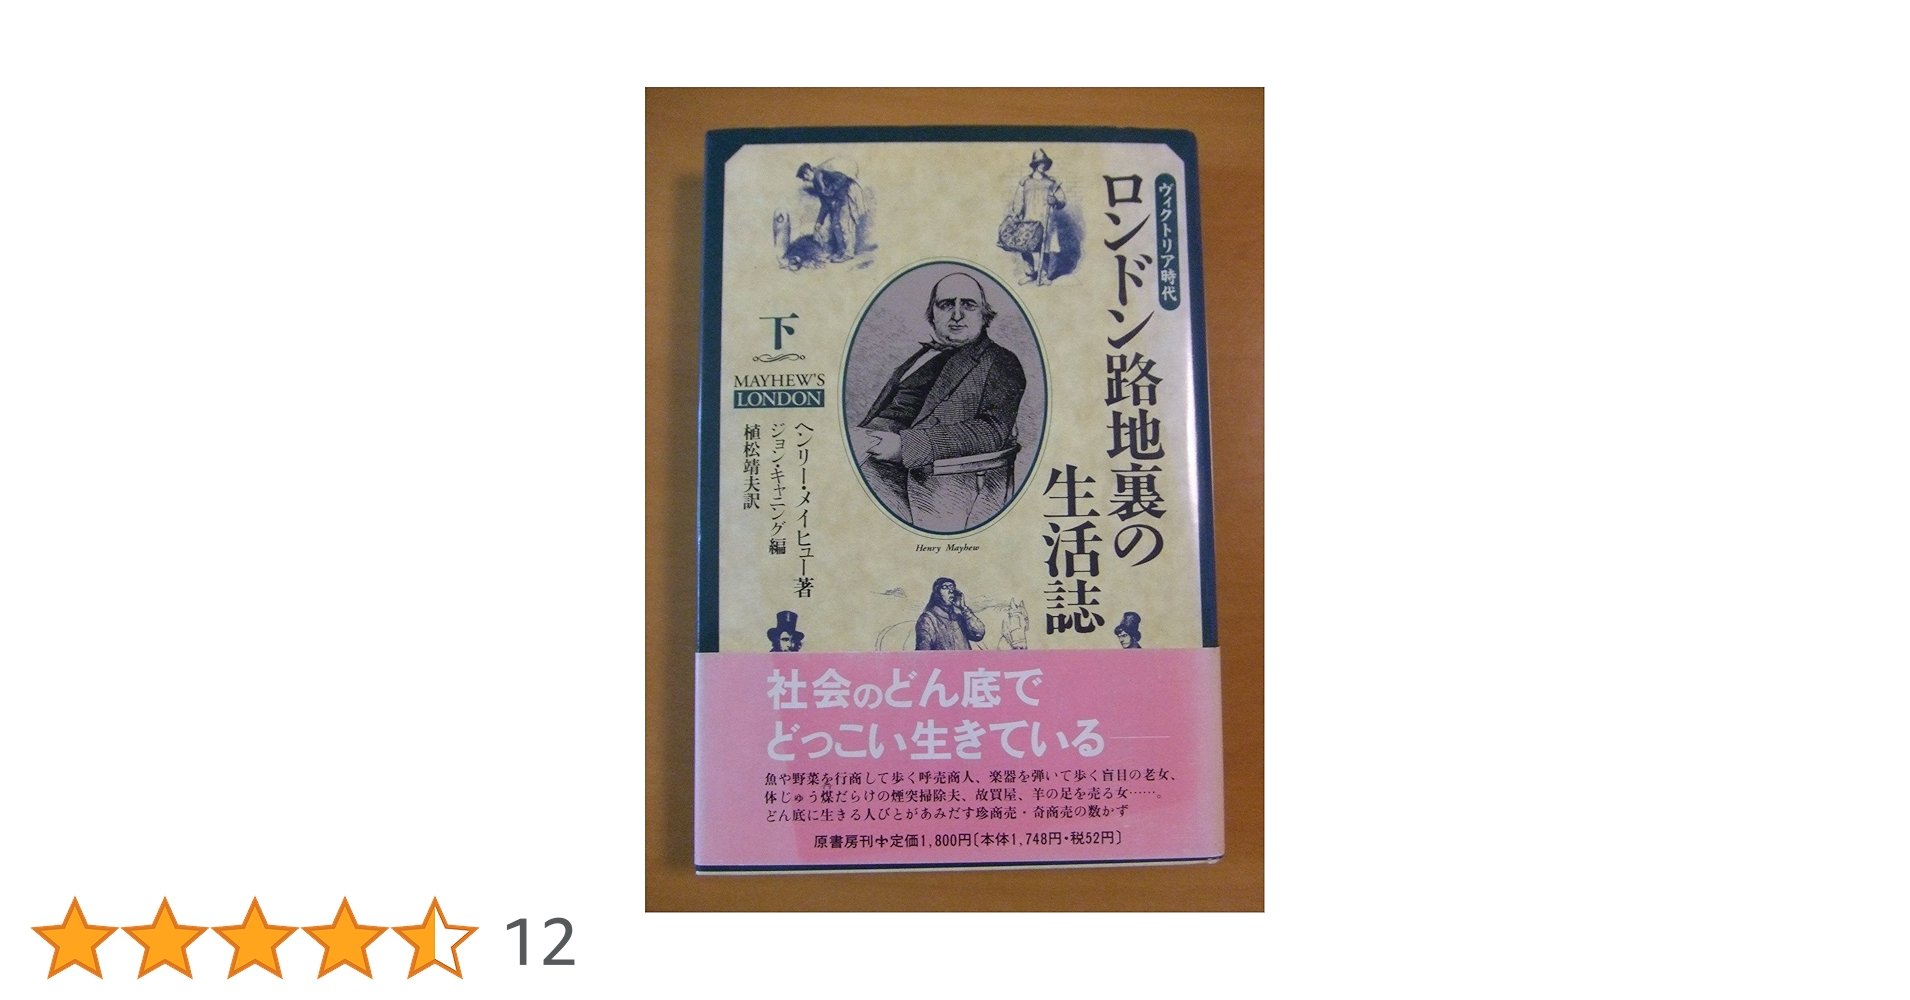 ヴィクトリア時代
ロンドン路地裏の
生活誌
下
MAYHEW'S
LONDON
ヘンリー・メイヒュー著
ジョン・キャニング編
植松靖夫訳
Henry Mayhew
社会のどん底で
どっこい生きている──
魚や野菜を行商して歩く呼売商人、楽器を弾いて歩く盲目の老女、
体じゅう煤だらけの煙突掃除夫、故買屋、羊の足を売る女……。
どん底に生きる人びとがあみだす珍商売・奇商売の数かず
原書房刊✢定価1,800円〔本体1,748円・税52円〕
12